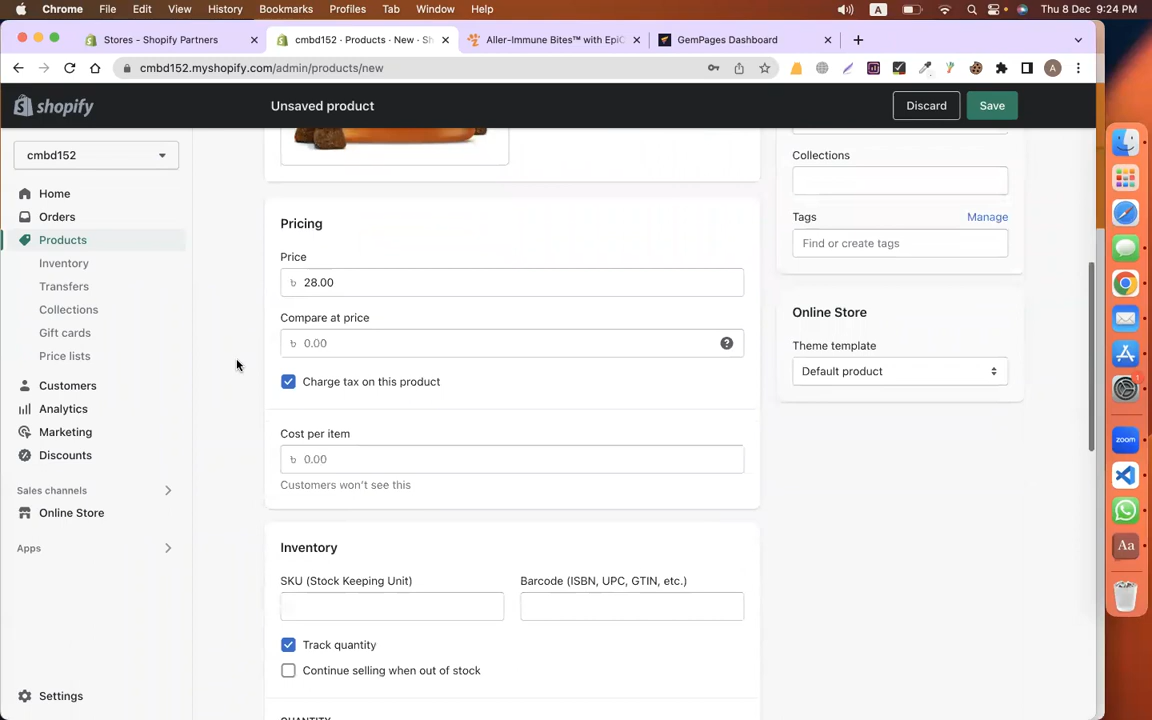 Chrome File Edit View History Bookmarks Profiles Tab Window Help A Thu 8 Dec 9:24 PM
Stores - Shopify Partners cmbd152 · Products · New · Sh Aller-Immune Bites™ with EpiC GemPages Dashboard
cmbd152.myshopify.com/admin/products/new A
shopify Unsaved product Discard Save
cmbd152
Home
Orders
Products
Inventory
Transfers
Collections
Gift cards
Price lists
Customers
Analytics
Marketing
Discounts
Sales channels
Online Store
Apps
Settings
Pricing
Price
৳ 28.00
Compare at price
৳ 0.00
Charge tax on this product
Cost per item
৳ 0.00
Customers won't see this
Inventory
SKU (Stock Keeping Unit) Barcode (ISBN, UPC, GTIN, etc.)
Track quantity
Continue selling when out of stock
QUANTITY
Collections
Tags Manage
Find or create tags
Online Store
Theme template
Default product
zoom
Aa